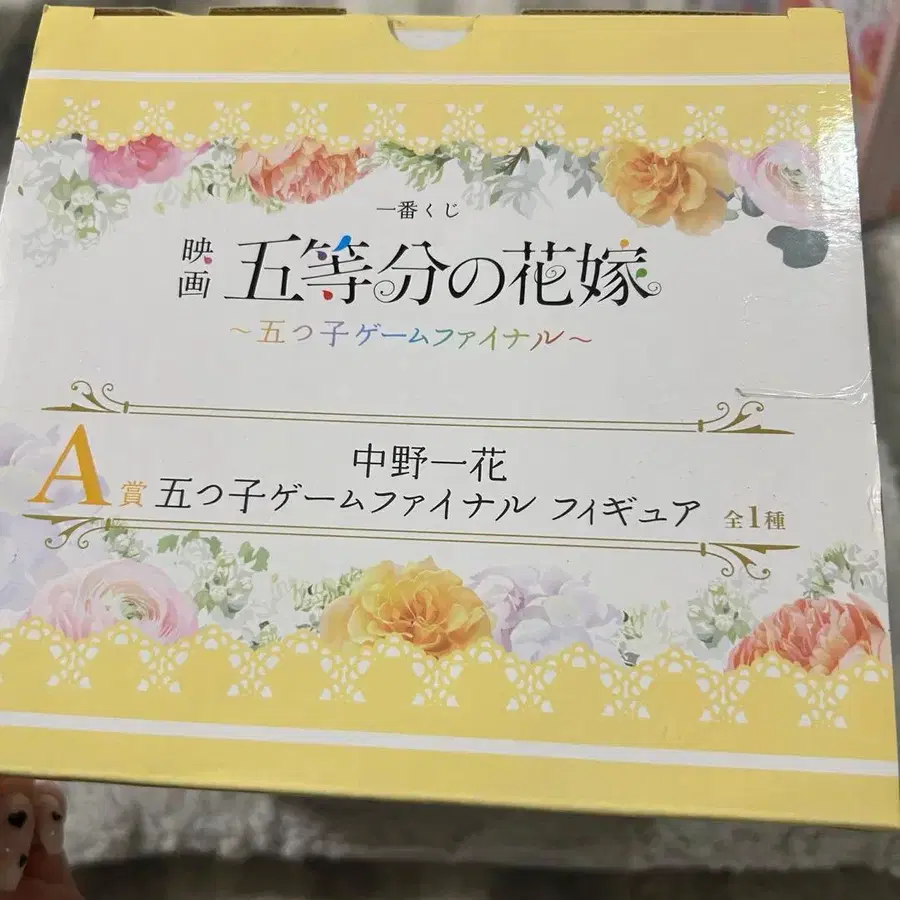 一番くじ
映画 五等分の花嫁
～五つ子ゲームファイナル～
中野一花
A賞 五つ子ゲームファイナル フィギュア 全1種